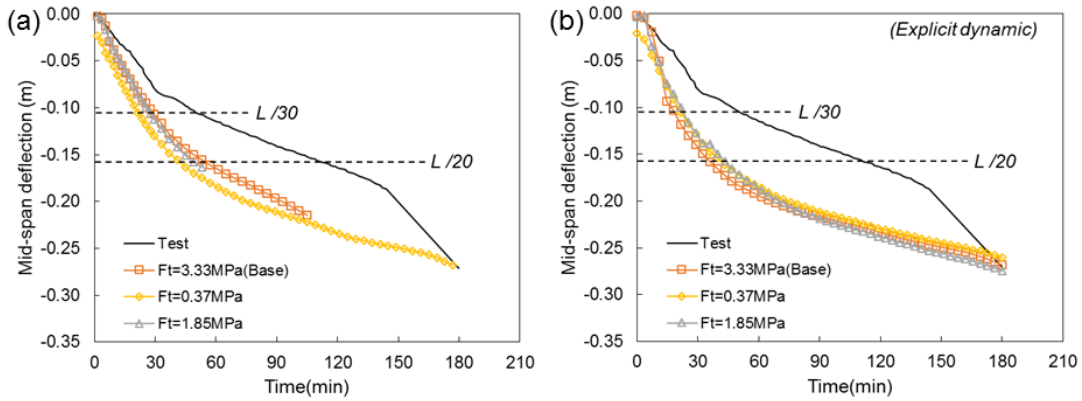 (a)
0.00
-0.05
-0.10
-0.15
-0.20
-0.25
-0.30
-0.35
Mid-span deflection (m)
L /30
L /20
Test
Ft=3.33MPa(Base)
Ft=0.37MPa
Ft=1.85MPa
0 30 60 90 120 150 180 210
Time(min)
(b)
(Explicit dynamic)
0.00
-0.05
-0.10
-0.15
-0.20
-0.25
-0.30
-0.35
Mid-span deflection (m)
L /30
L /20
Test
Ft=3.33MPa(Base)
Ft=0.37MPa
Ft=1.85MPa
0 30 60 90 120 150 180 210
Time(min)